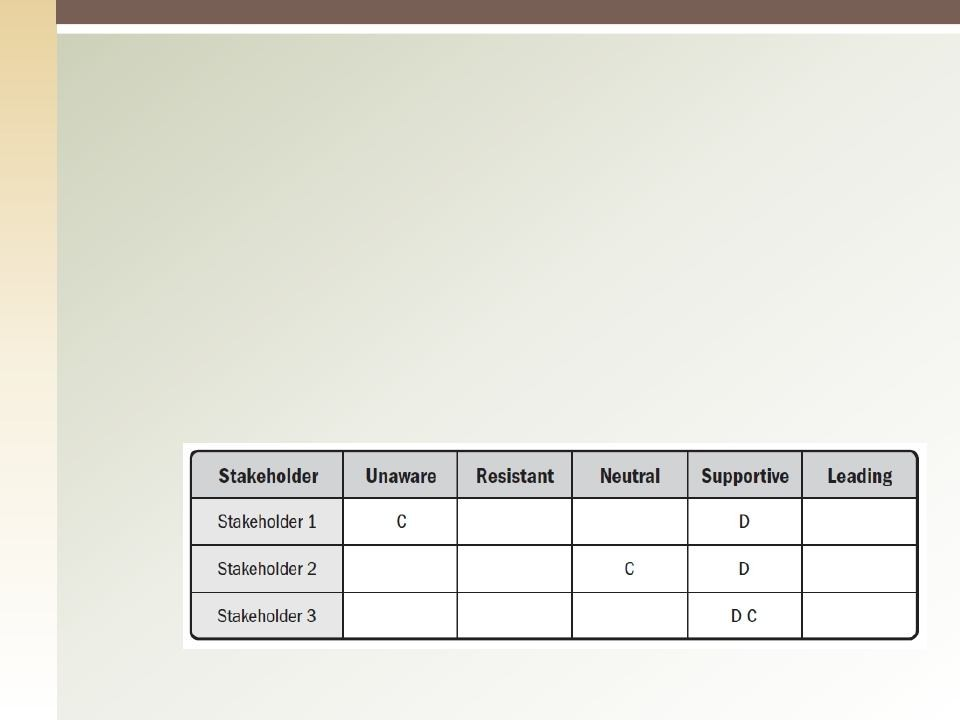 Stakeholder Unaware Resistant Neutral Supportive Leading
Stakeholder 1 C D
Stakeholder 2 C D
Stakeholder 3 D C